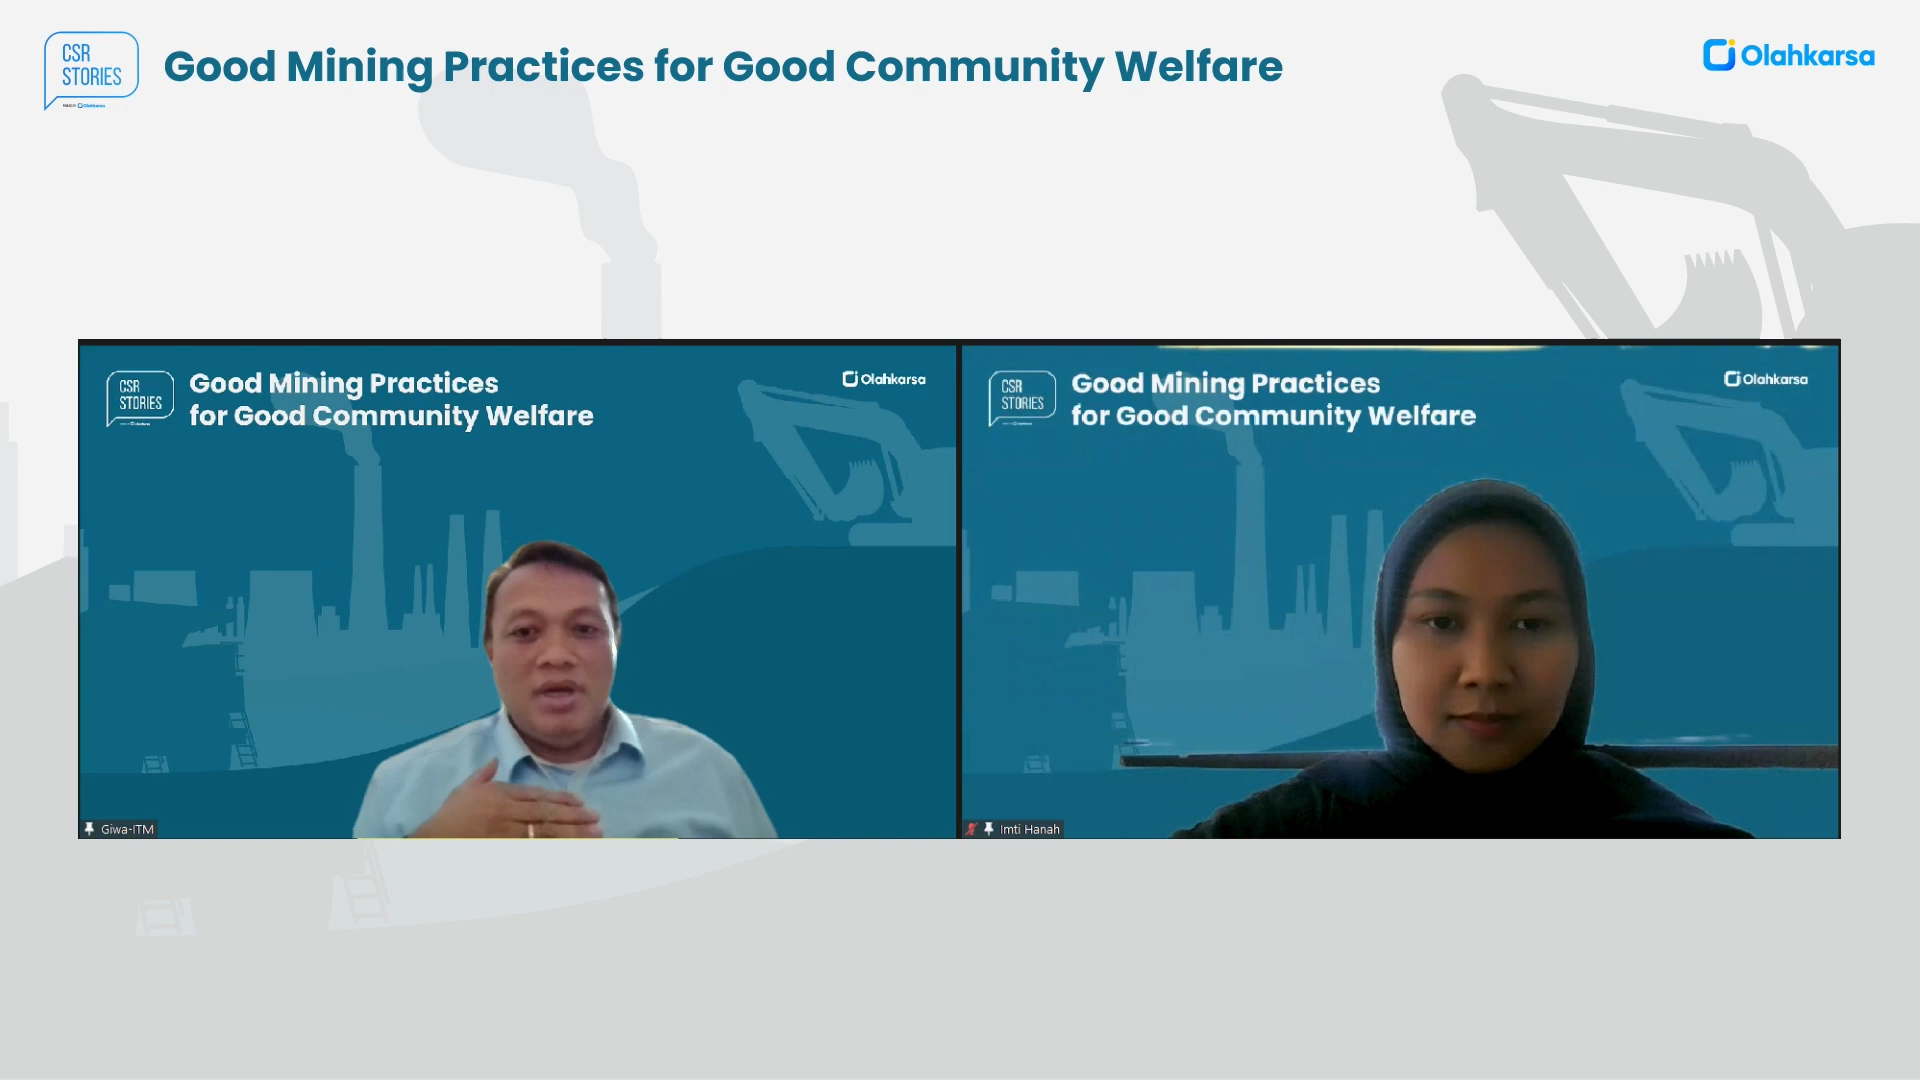 CSR
STORIES
Good Mining Practices for Good Community Welfare
Olahkarsa
Olahkarsa
CSR
STORIES
Good Mining Practices
for Good Community Welfare
Olahkarsa
Giwa-ITM
CSR
STORIES
Good Mining Practices
for Good Community Welfare
Olahkarsa
Imti Hanah